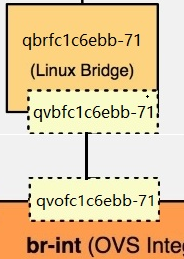 qbrfc1c6ebb-71
(Linux Bridge)
qvbfc1c6ebb-71
qvofc1c6ebb-71
br-int (OVS Integ